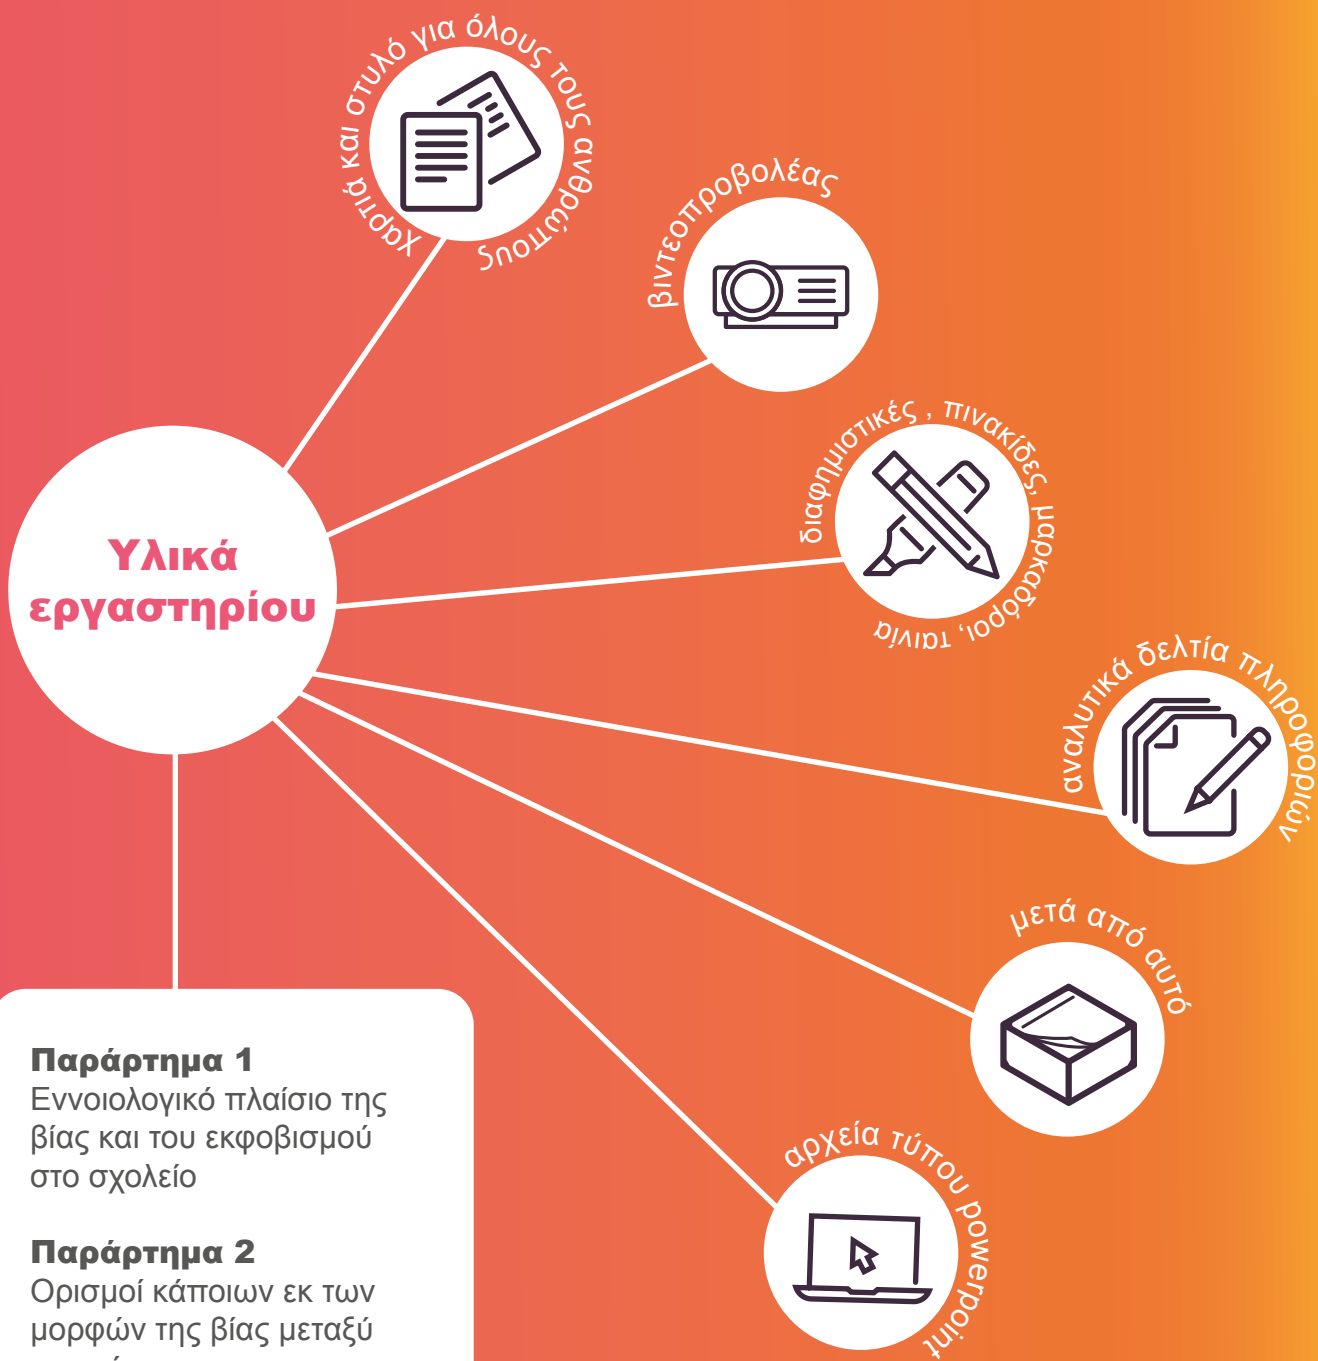 Χαρτιά και στυλό για όλους τους ανθρώπους
βιντεοπροβολέας
διαφημιστικές , πινακίδες, μαρκαδόροι, ταινία
Υλικά
εργαστηρίου
αναλυτικά δελτία πληροφοριών
μετά από αυτό
αρχεία τύπου powerpoint
Παράρτημα 1
Εννοιολογικό πλαίσιο της
βίας και του εκφοβισμού
στο σχολείο
Παράρτημα 2
Ορισμοί κάποιων εκ των
μορφών της βίας μεταξύ